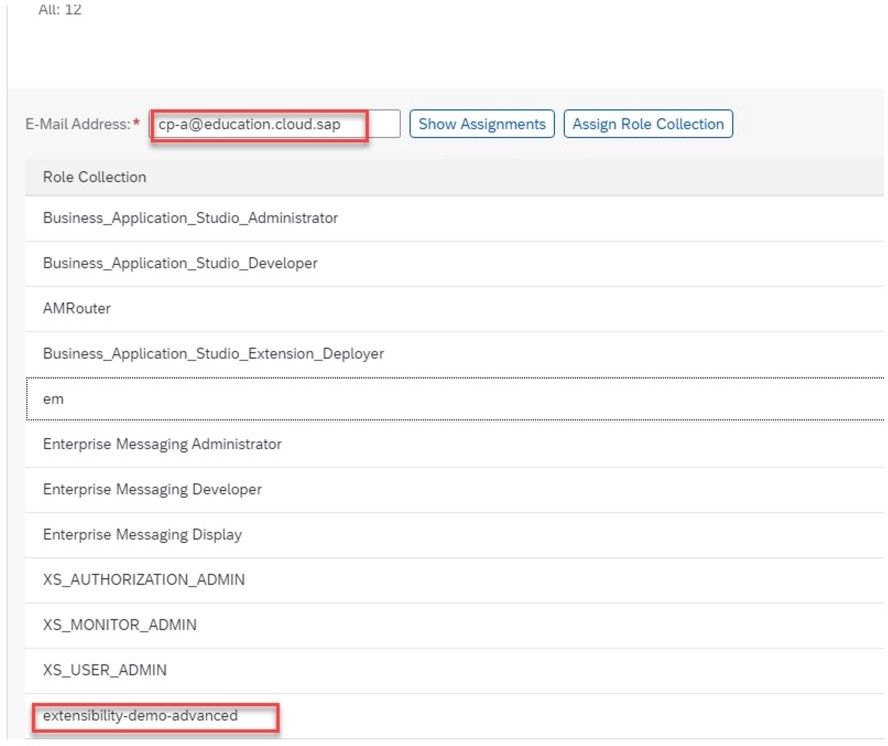 All: 12
E-Mail Address:* cp-a@education.cloud.sap Show Assignments Assign Role Collection
Role Collection
Business_Application_Studio_Administrator
Business_Application_Studio_Developer
AMRouter
Business_Application_Studio_Extension_Deployer
em
Enterprise Messaging Administrator
Enterprise Messaging Developer
Enterprise Messaging Display
XS_AUTHORIZATION_ADMIN
XS_MONITOR_ADMIN
XS_USER_ADMIN
extensibility-demo-advanced